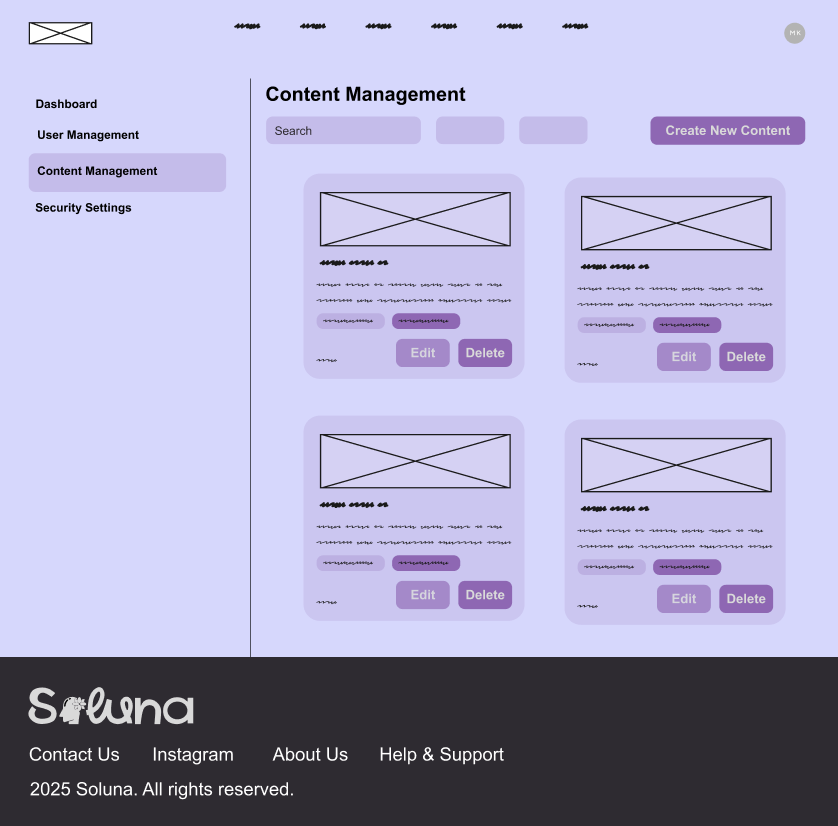 MK
Dashboard
User Management
Content Management
Security Settings
Content Management
Search
Create New Content
Edit Delete
Edit Delete
Edit Delete
Edit Delete
Soluna
Contact Us Instagram About Us Help & Support
2025 Soluna. All rights reserved.